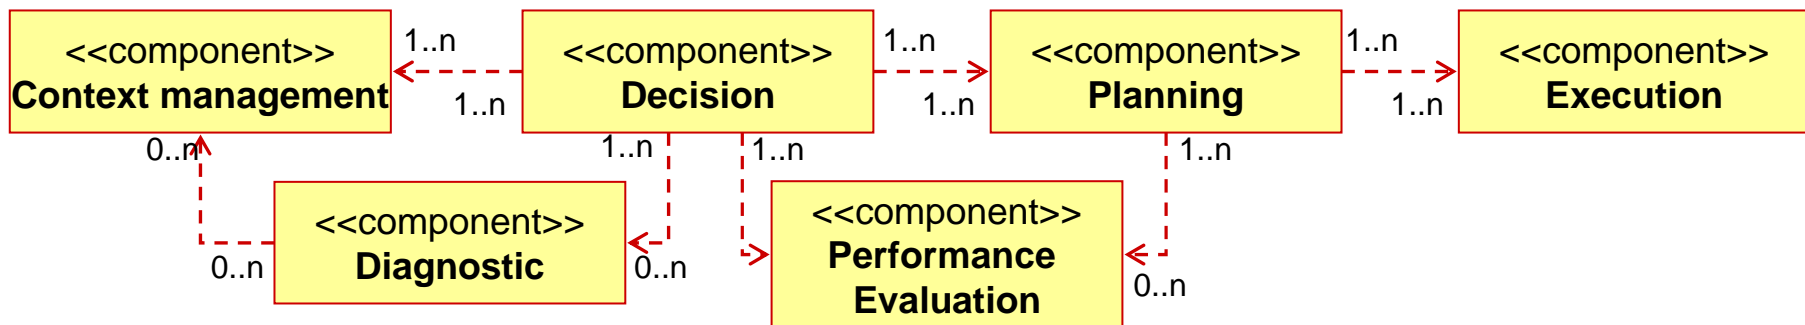 <<component>>
Context management
1..n
1..n
<<component>>
Decision
1..n
1..n
<<component>>
Planning
1..n
1..n
<<component>>
Execution
0..n
1..n
1..n
1..n
0..n
<<component>>
Diagnostic
0..n
<<component>>
Performance
Evaluation
0..n